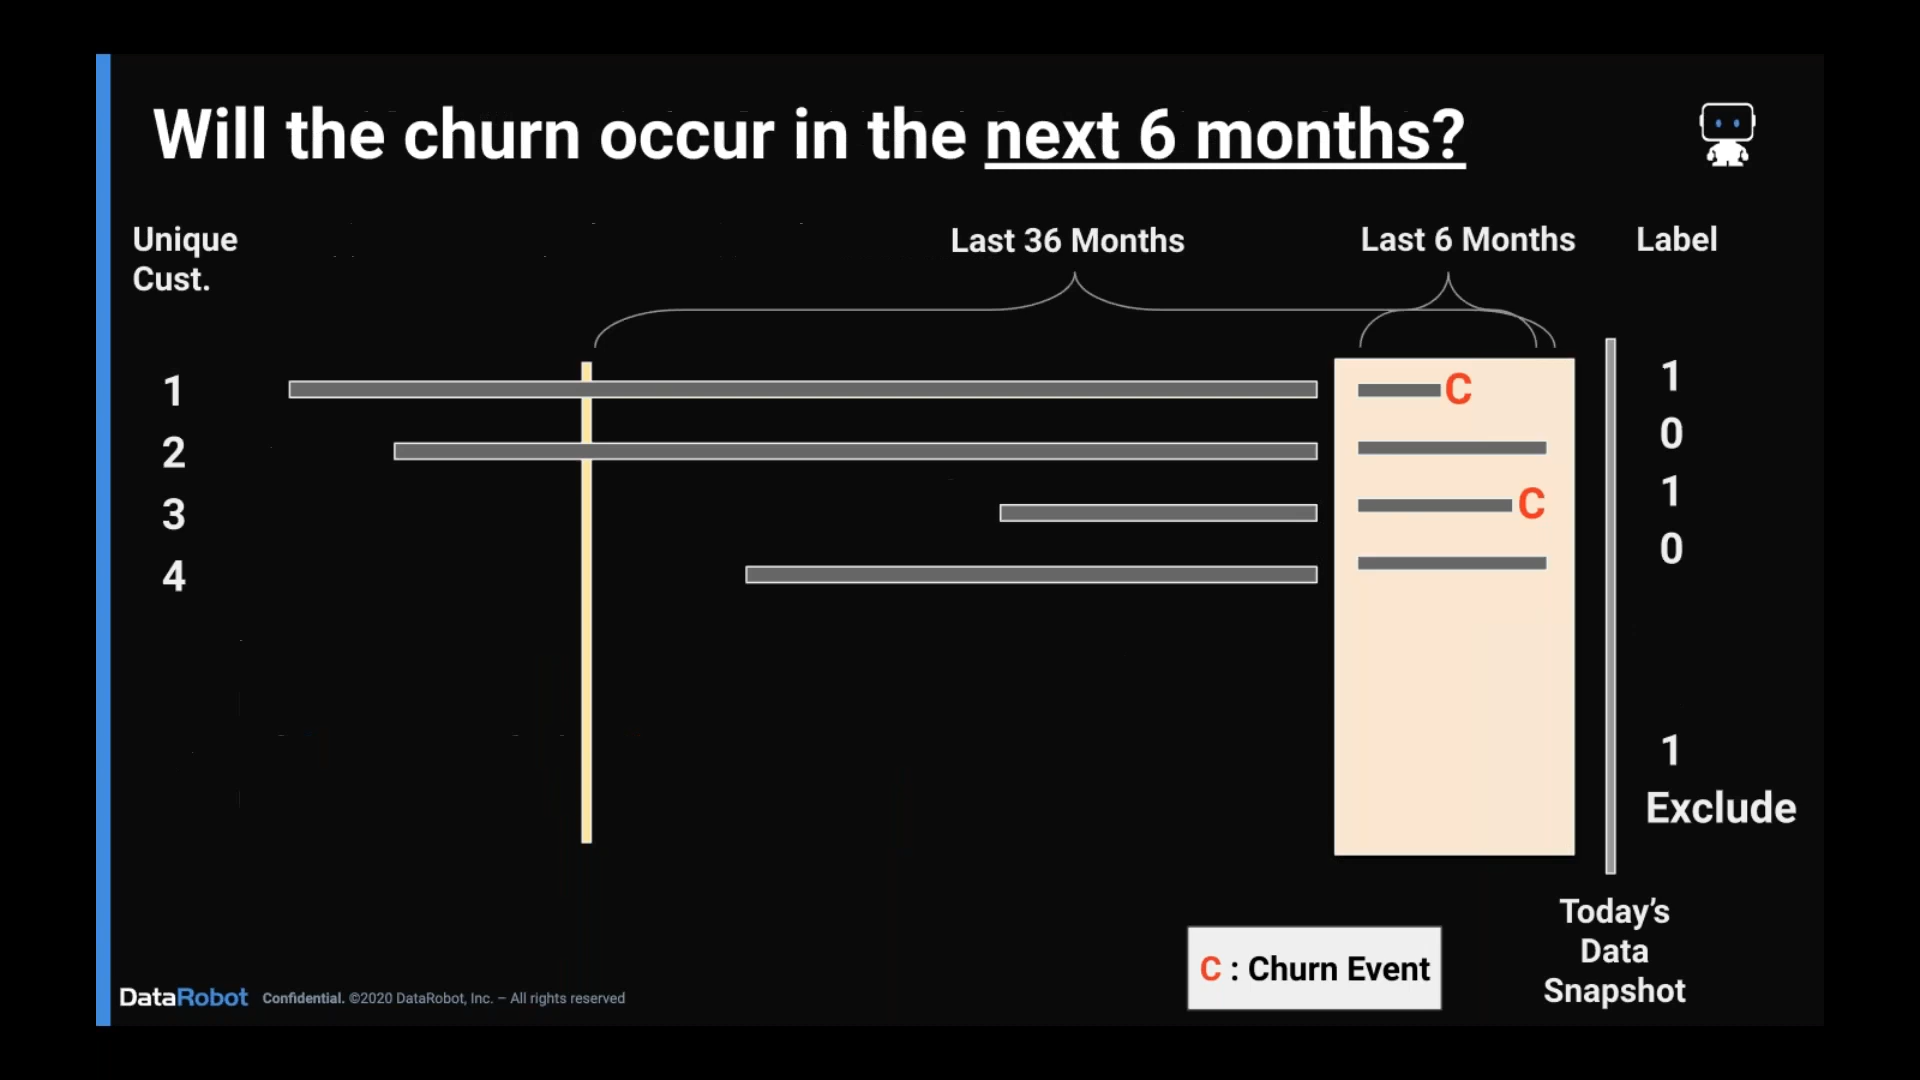 Will the churn occur in the next 6 months?
Unique
Cust.
Last 36 Months
Last 6 Months
Label
1
C
1
2
0
3
C
1
4
0
1
Exclude
Today's
Data
Snapshot
C : Churn Event
DataRobot Confidential. ©2020 DataRobot, Inc. – All rights reserved